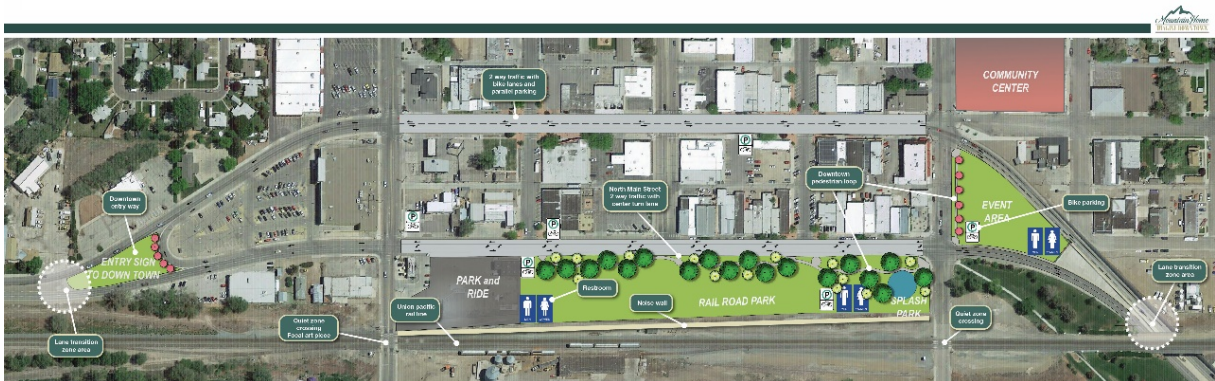 Mountain Home
2 way traffic with
bike lanes and
parallel parking
COMMUNITY
CENTER
P
Downtown
entry way
North Main Street
2 way traffic with
center turn lane
Downtown
pedestrian loop
EVENT
AREA
P
Bike parking
P
P
ENTRY SIGN
TO DOWN TOWN
PARK and
RIDE
P
Restroom
RAIL ROAD PARK
P
SPLASH
PARK
Lane transition
zone area
Union pacific
rail line
Noise wall
Quiet zone
crossing
Focal art piece
Quiet zone
crossing
Lane transition
zone area